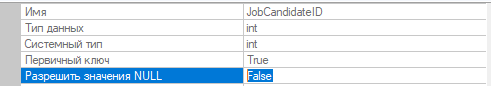 Имя JobCandidateID
Тип данных int
Системный тип int
Первичный ключ True
Разрешить значения NULL False